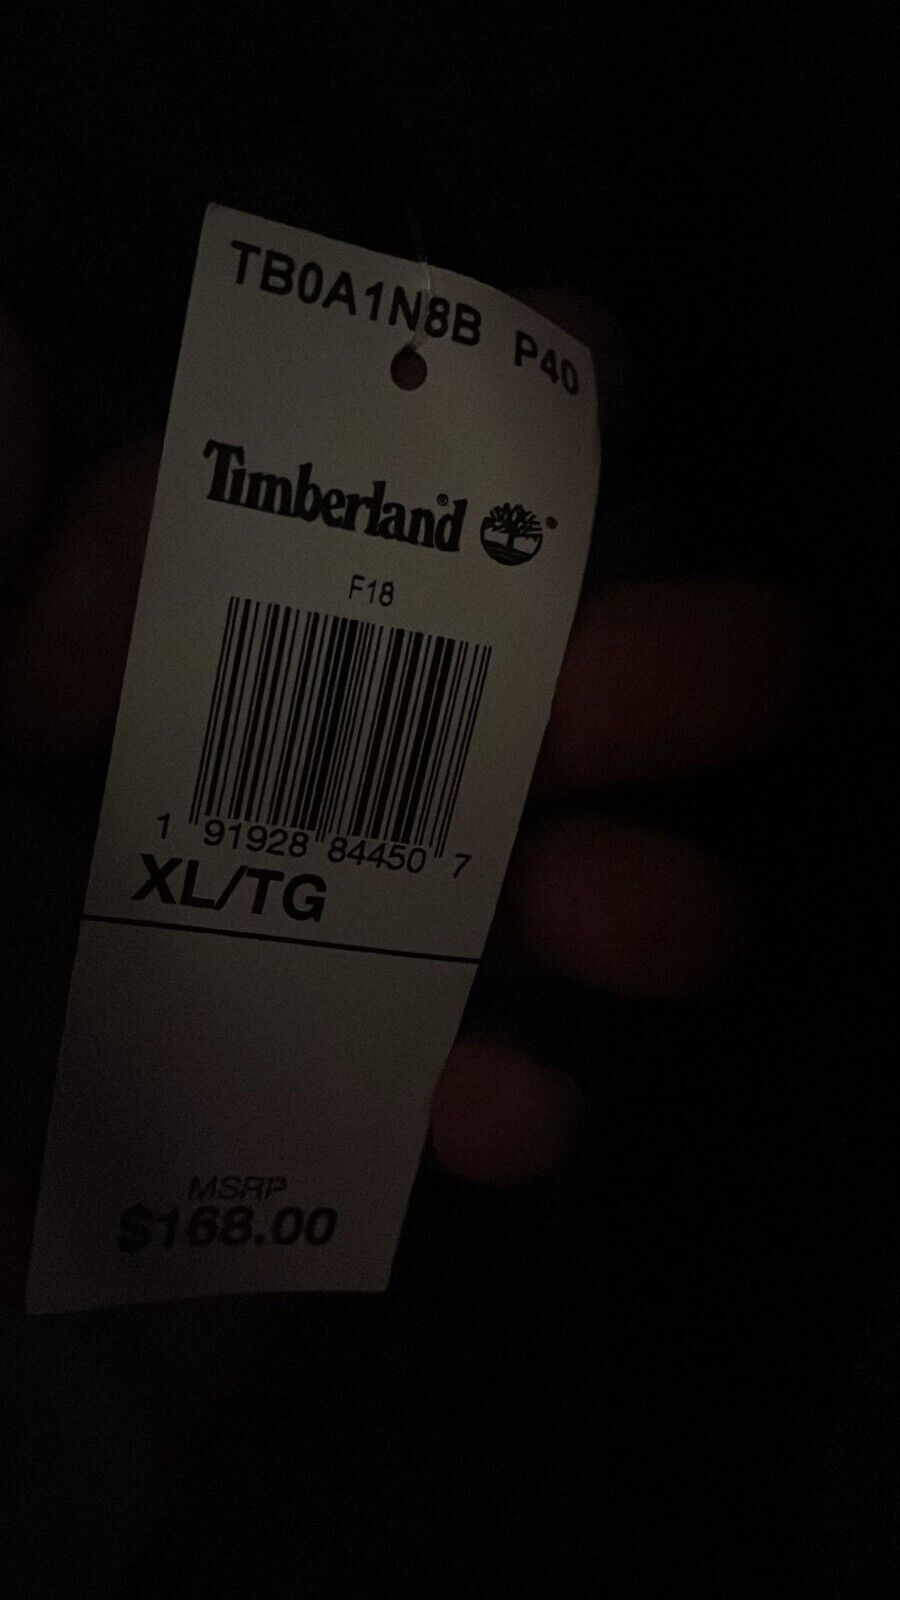 TB0A1N8B P40
Timberland®
F18
1 91928 84450 7
XL/TG
MSRP
$168.00